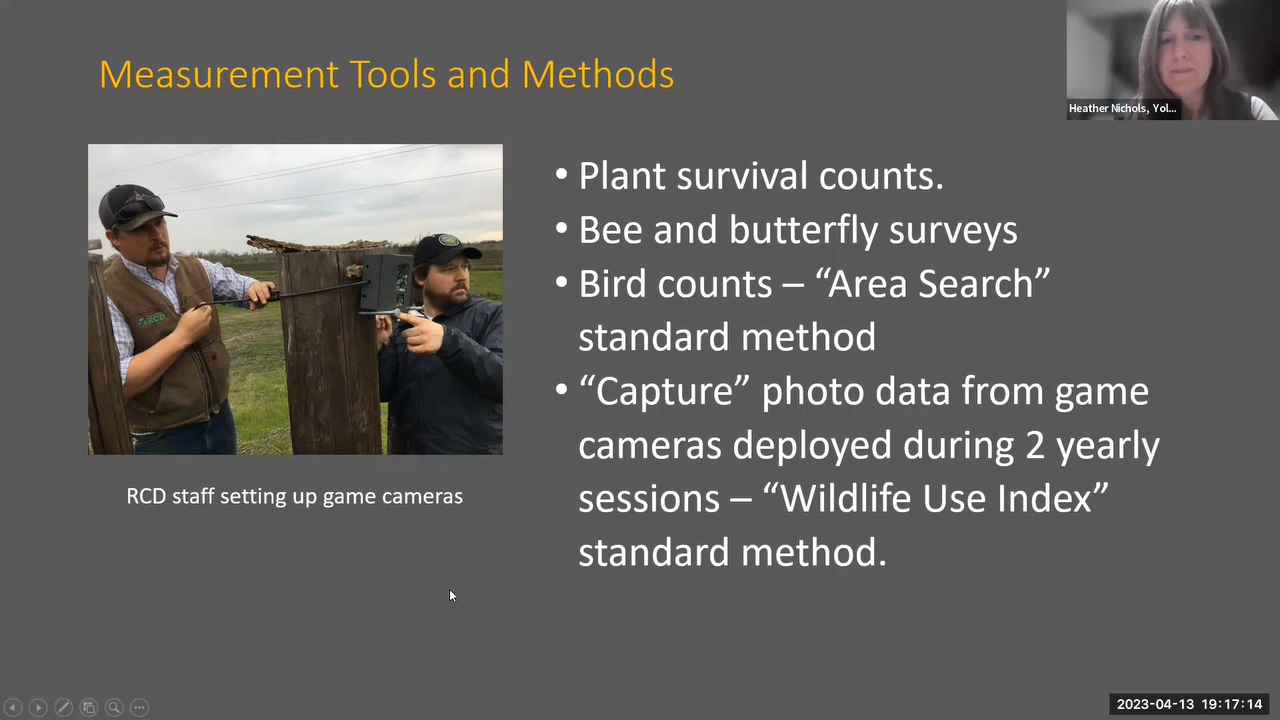 Measurement Tools and Methods
Heather Nichols, Yol...
RCD
• Plant survival counts.
• Bee and butterfly surveys
• Bird counts – “Area Search”
standard method
• “Capture” photo data from game
cameras deployed during 2 yearly
sessions – “Wildlife Use Index”
standard method.
RCD staff setting up game cameras
2023-04-13 19:17:14